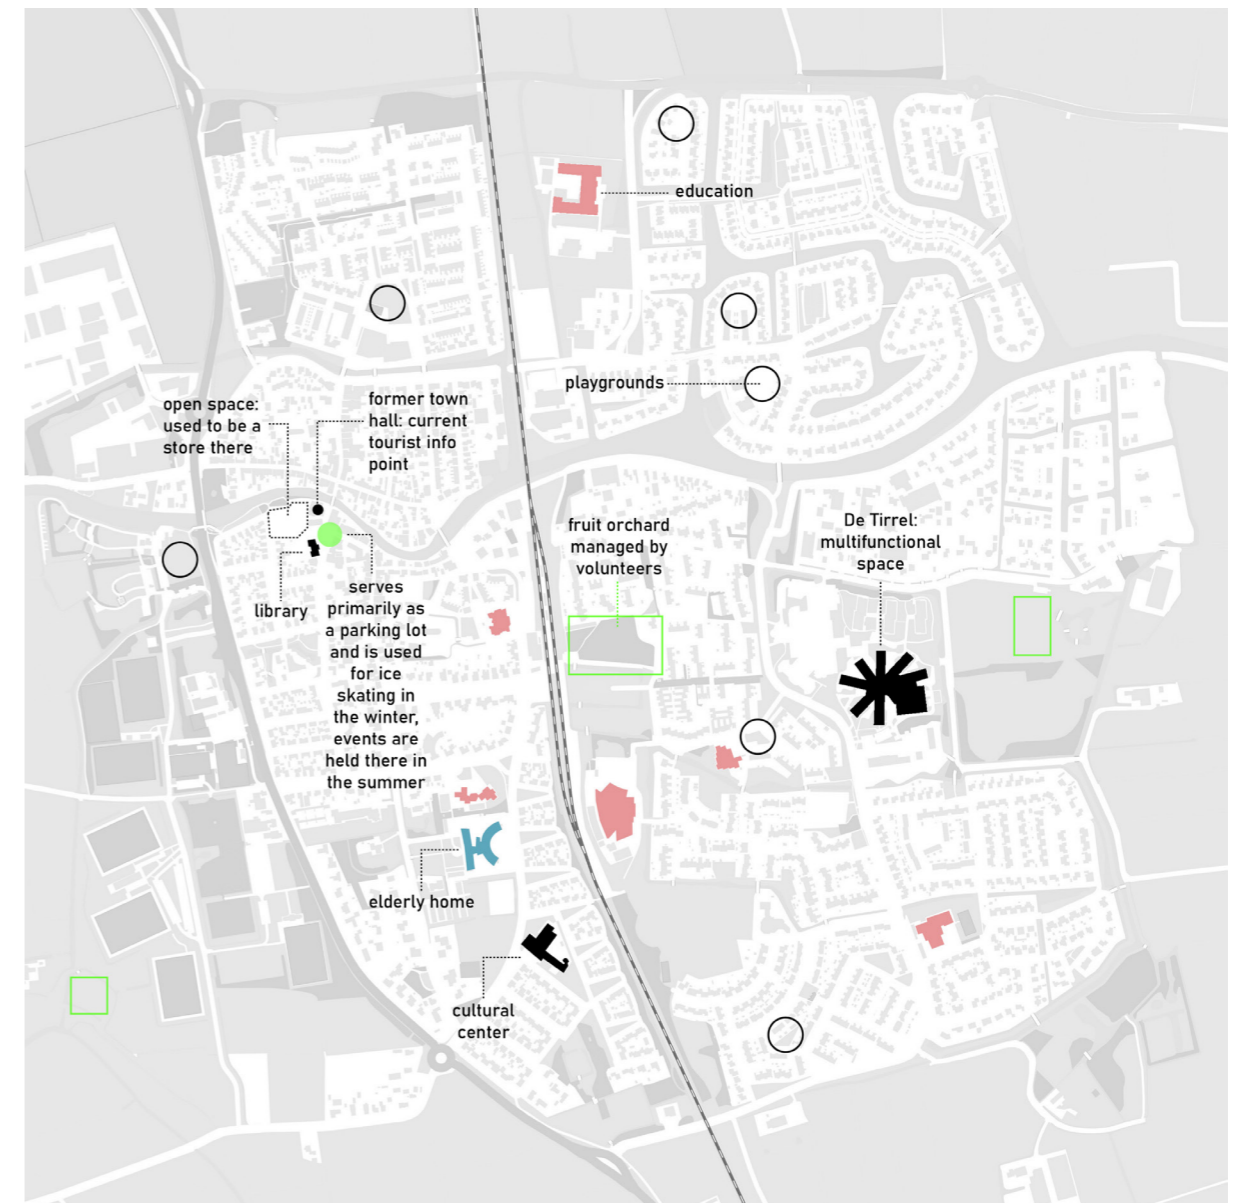 education
playgrounds
open space:
used to be a
store there
former town
hall: current
tourist info
point
fruit orchard
managed by
volunteers
De Tirrel:
multifunctional
space
library
serves
primarily as
a parking lot
and is used
for ice
skating in
the winter,
events are
held there in
the summer
elderly home
cultural
center